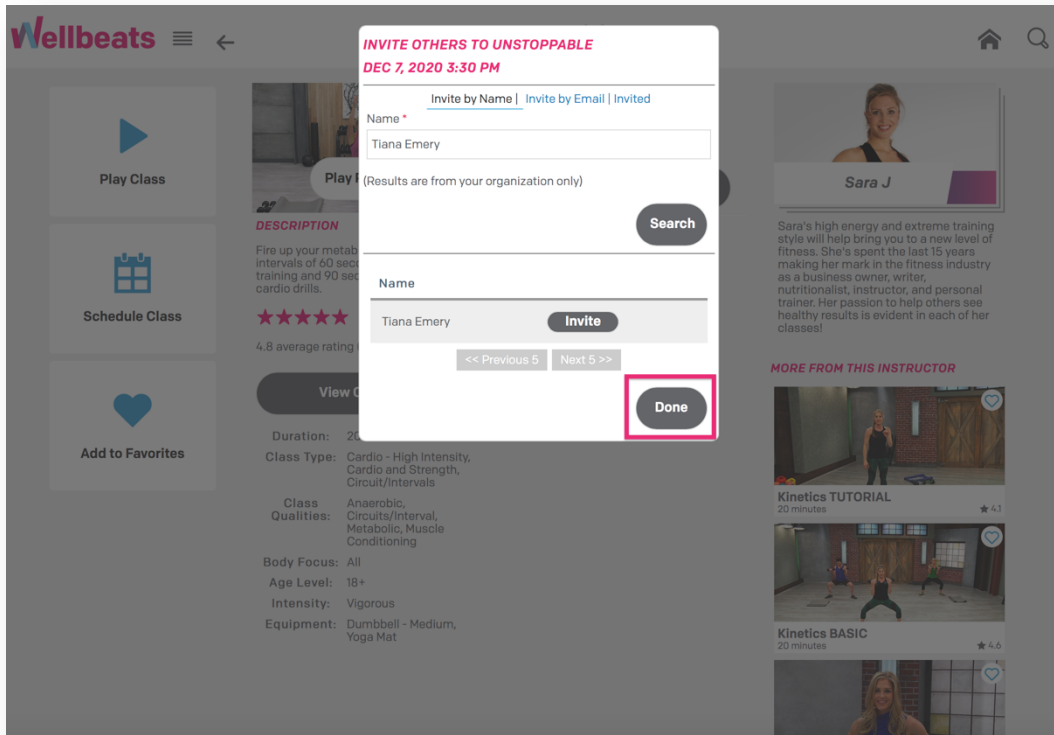 Wellbeats
INVITE OTHERS TO UNSTOPPABLE
DEC 7, 2020 3:30 PM
Invite by Name | Invite by Email | Invited
Name *
Tiana Emery
(Results are from your organization only)
Search
Name
Tiana Emery
Invite
<< Previous 5
Next 5 >>
Done
Play Class
Schedule Class
Add to Favorites
Play
DESCRIPTION
Fire up your metab
intervals of 60 sec
training and 90 sec
cardio drills.
4.8 average rating
View
Duration: 20
Class Type: Cardio - High Intensity,
Cardio and Strength,
Circuit/Intervals
Class
Qualities:
Anaerobic,
Circuits/Interval,
Metabolic, Muscle
Conditioning
Body Focus: All
Age Level: 18+
Intensity: Vigorous
Equipment: Dumbbell - Medium,
Yoga Mat
Sara J
Sara's high energy and extreme training
style will help bring you to a new level of
fitness. She's spent the last 15 years
making her mark in the fitness industry
as a business owner, writer,
nutritionalist, instructor, and personal
trainer. Her passion to help others see
healthy results is evident in each of her
classes!
MORE FROM THIS INSTRUCTOR
Kinetics TUTORIAL
20 minutes
★ 4.1
Kinetics BASIC
20 minutes
★ 4.6